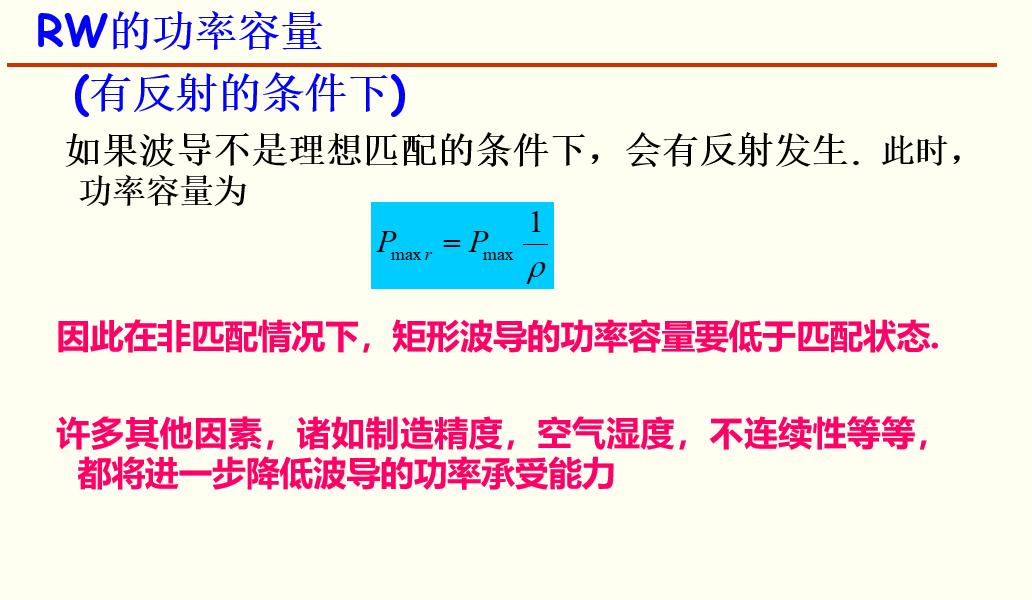 RW的功率容量
(有反射的条件下)
如果波导不是理想匹配的条件下，会有反射发生. 此时，
功率容量为
P_{max r} = P_{max} \frac{1}{ρ}
因此在非匹配情况下，矩形波导的功率容量要低于匹配状态.
许多其他因素，诸如制造精度，空气湿度，不连续性等等，
都将进一步降低波导的功率承受能力